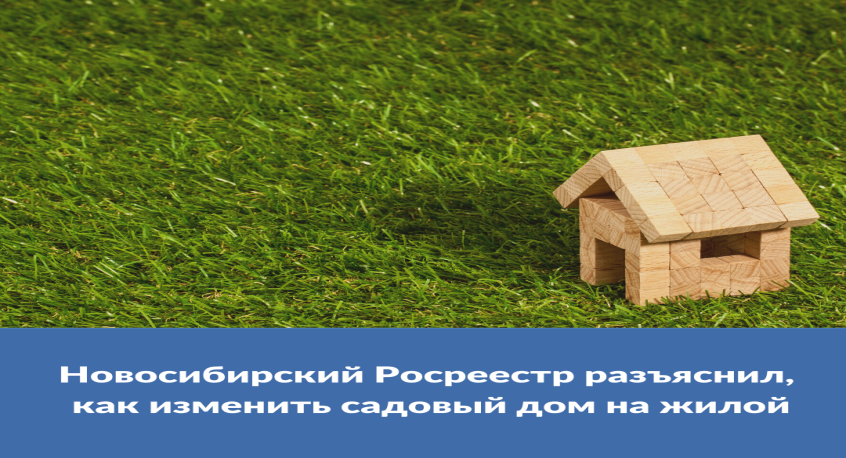 Новосибирский Росреестр разъяснил,
как изменить садовый дом на жилой